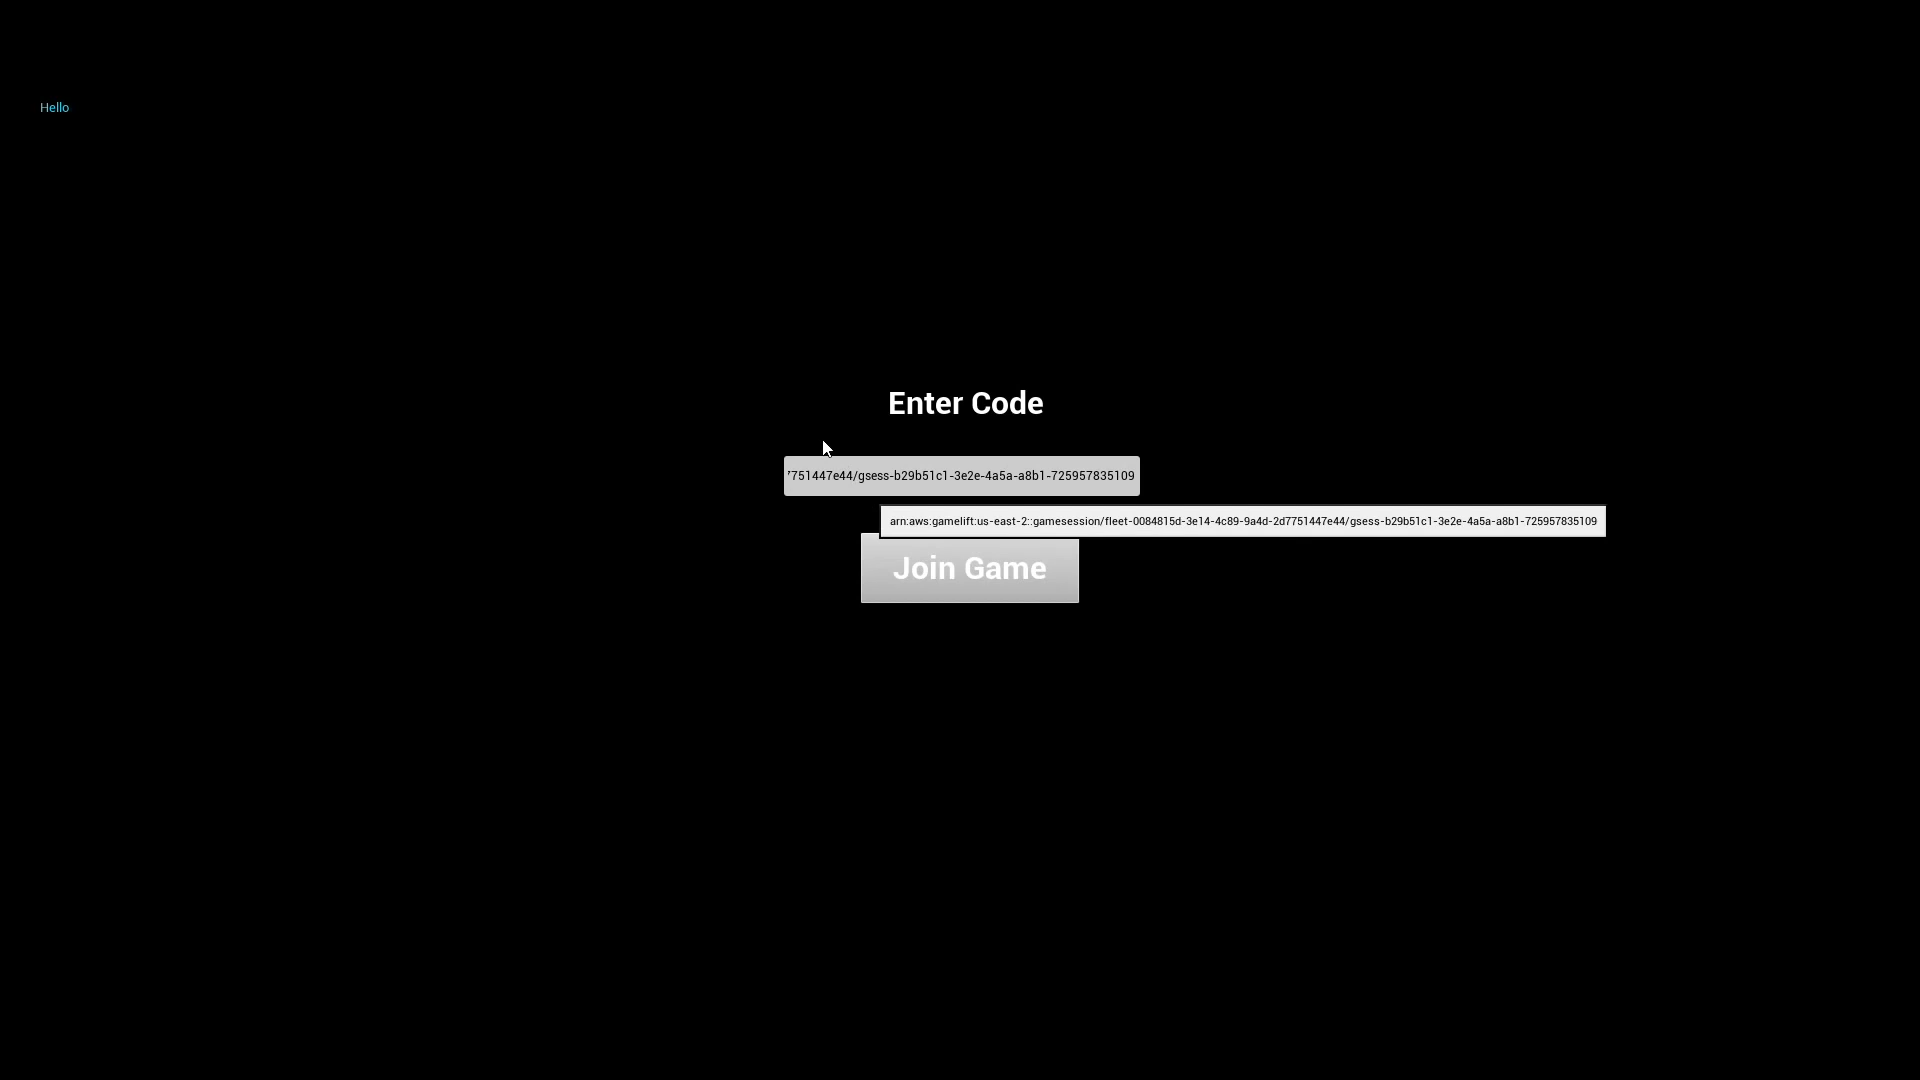 Hello
Enter Code
7751447e44/gsess-b29b51c1-3e2e-4a5a-a8b1-725957835109
arn:aws:gamelift:us-east-2::gamesession/fleet-0084815d-3e14-4c89-9a4d-2d7751447e44/gsess-b29b51c1-3e2e-4a5a-a8b1-725957835109
Join Game